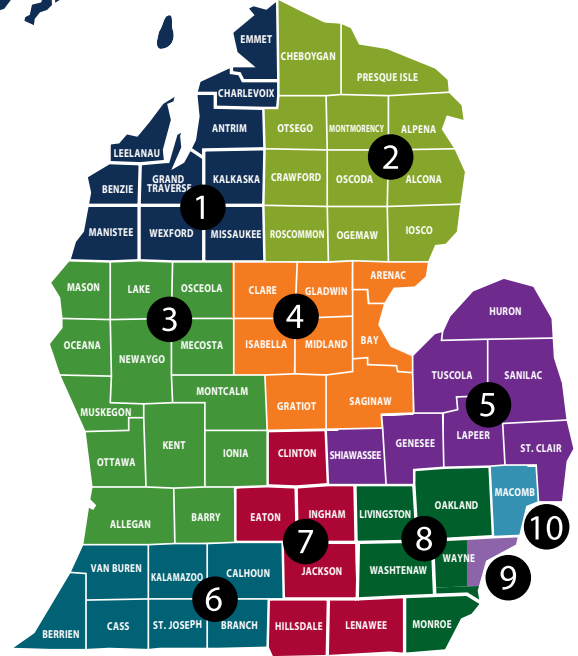 EMMET
CHEBOYGAN
PRESQUE ISLE
CHARLEVOIX
ANTRIM
OTSEGO
MONTMORENCY
ALPENA
LEELANAU
2
BENZIE
GRAND
TRAVERSE
KALKASKA
CRAWFORD
OSCODA
ALCONA
1
MANISTEE
WEXFORD
MISSAUKEE
ROSCOMMON
OGEMAW
IOSCO
MASON
LAKE
OSCEOLA
CLARE
GLADWIN
ARENAC
3
4
HURON
OCEANA
NEWAYGO
MECOSTA
ISABELLA
MIDLAND
BAY
TUSCOLA
SANILAC
MONTCALM
GRATIOT
SAGINAW
5
MUSKEGON
KENT
IONIA
CLINTON
SHIAWASSEE
GENESEE
LAPEER
ST. CLAIR
OTTAWA
ALLEGAN
BARRY
EATON
INGHAM
LIVINGSTON
OAKLAND
MACOMB
10
7
8
VAN BUREN
KALAMAZOO
CALHOUN
JACKSON
WASHTENAW
WAYNE
9
6
BERRIEN
CASS
ST. JOSEPH
BRANCH
HILLSDALE
LENAWEE
MONROE